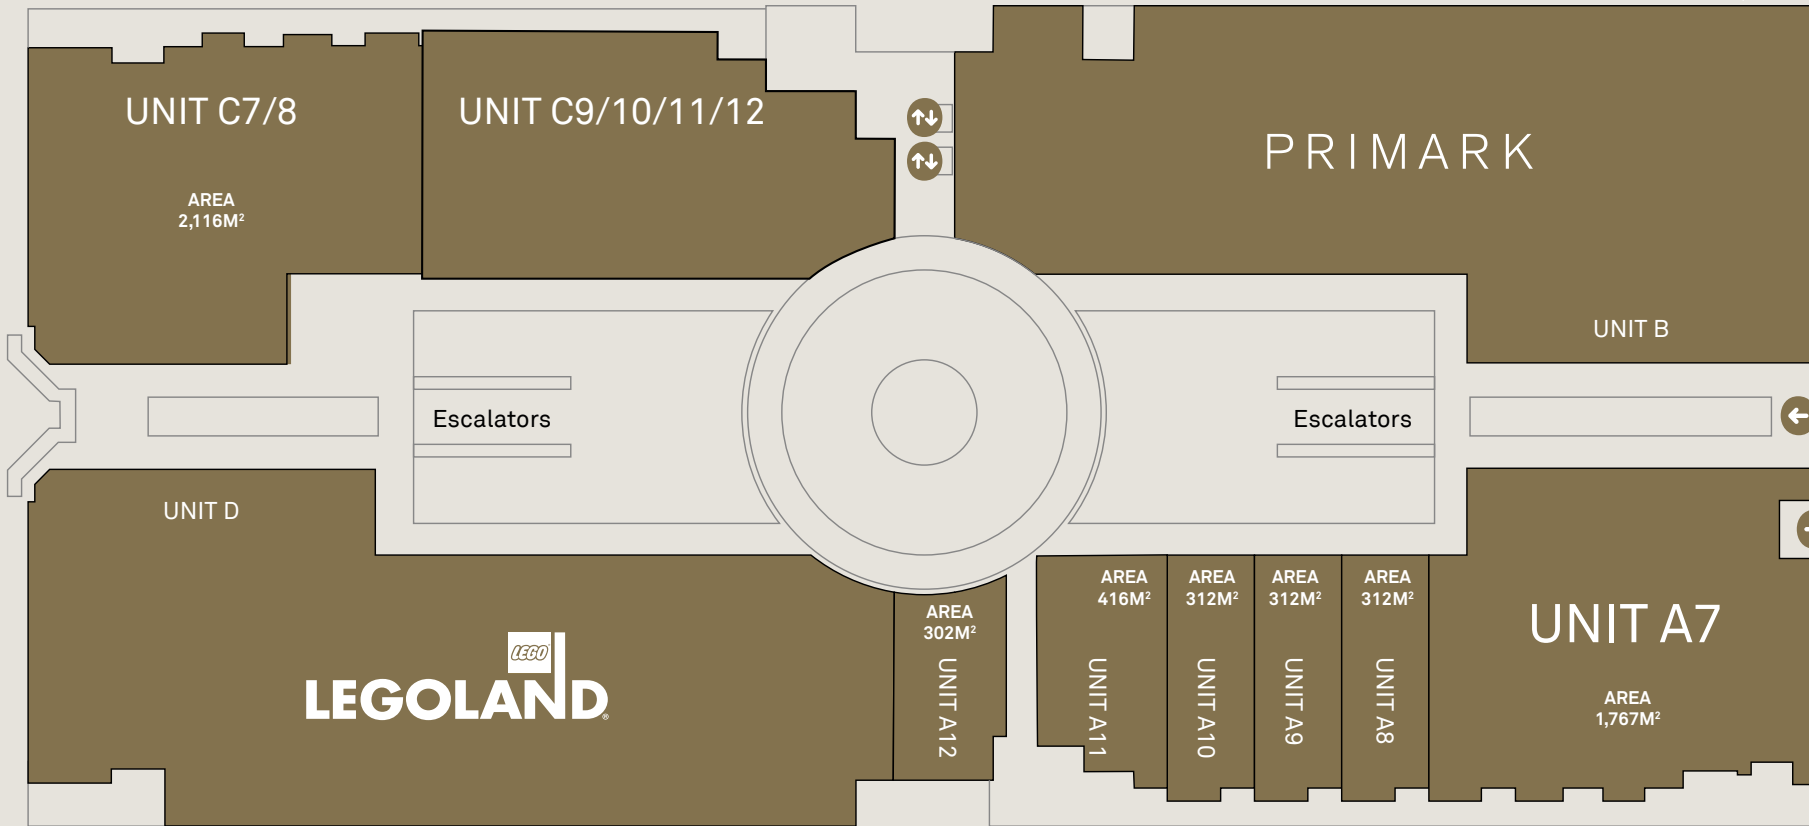 UNIT C7/8
AREA
2,116M²
UNIT C9/10/11/12
PRIMARK
UNIT B
Escalators
Escalators
UNIT D
LEGO
LEGOLAND®
AREA
302M²
UNIT A12
AREA
416M²
UNIT A11
AREA
312M²
UNIT A10
AREA
312M²
UNIT A9
AREA
312M²
UNIT A8
UNIT A7
AREA
1,767M²